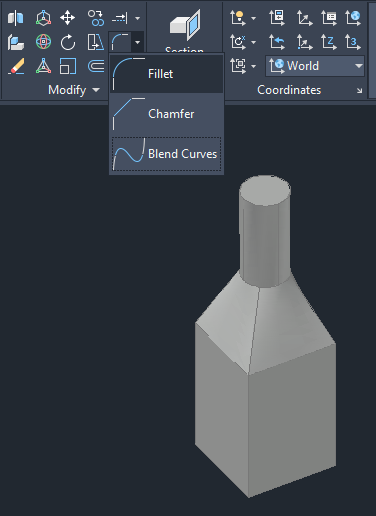 Section
World
Modify
Coordinates
Fillet
Chamfer
Blend Curves